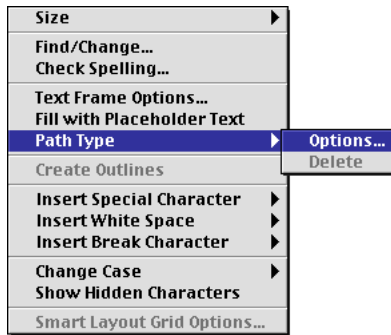 Size
Find/Change...
Check Spelling...
Text Frame Options...
Fill with Placeholder Text
Path Type
Options...
Delete
Create Outlines
Insert Special Character
Insert White Space
Insert Break Character
Change Case
Show Hidden Characters
Smart Layout Grid Options...